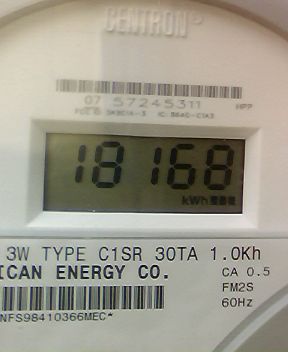 CENTRON®
07 57245311 HPP
18168
kWh
3W TYPE C1SR 30TA 1.0Kh
ICAN ENERGY CO. CA 0.5
FM2S
60Hz
NFS98410366MEC*